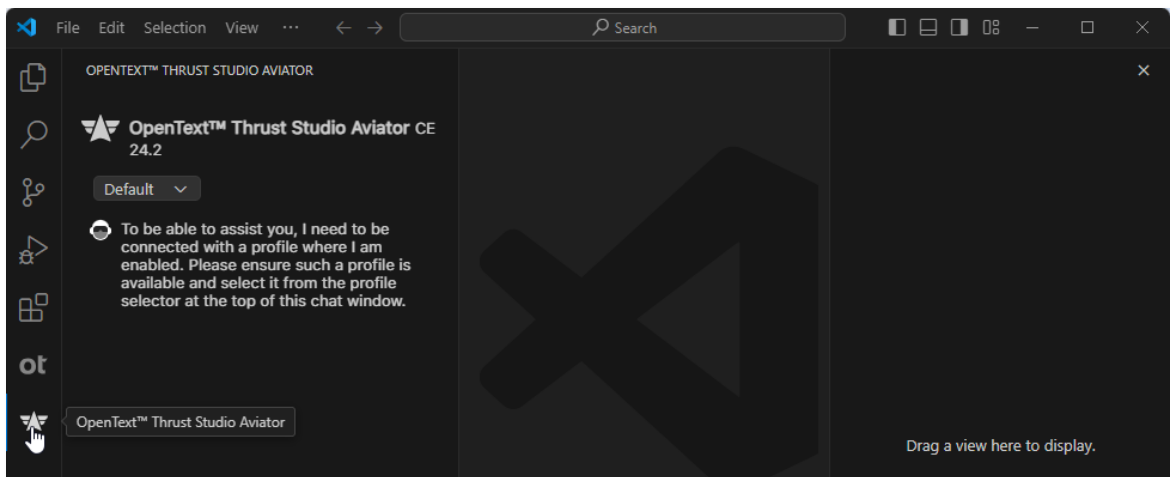 File Edit Selection View ··· Search
OPENTEXT™ THRUST STUDIO AVIATOR
OpenText™ Thrust Studio Aviator CE
24.2
Default
To be able to assist you, I need to be
connected with a profile where I am
enabled. Please ensure such a profile is
available and select it from the profile
selector at the top of this chat window.
ot
OpenText™ Thrust Studio Aviator
Drag a view here to display.